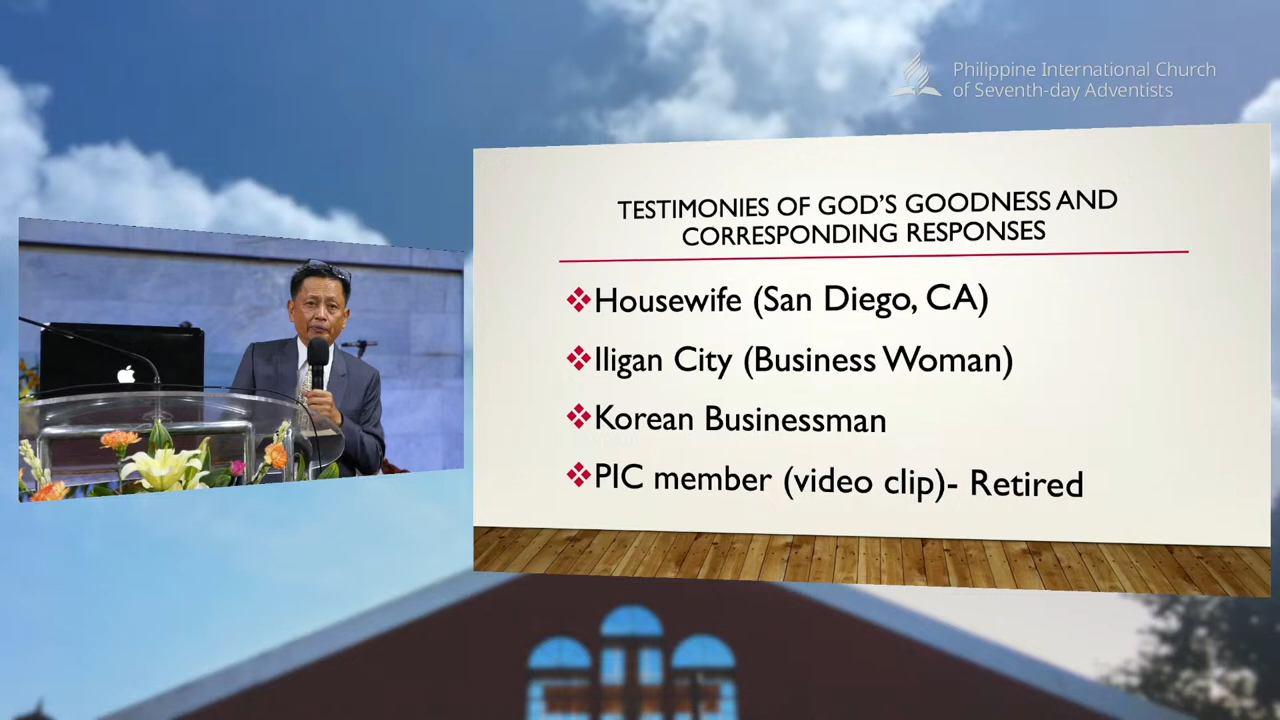 Philippine International Church
of Seventh-day Adventists
TESTIMONIES OF GOD'S GOODNESS AND
CORRESPONDING RESPONSES
❖Housewife (San Diego, CA)
❖Iligan City (Business Woman)
❖Korean Businessman
❖PIC member (video clip)- Retired